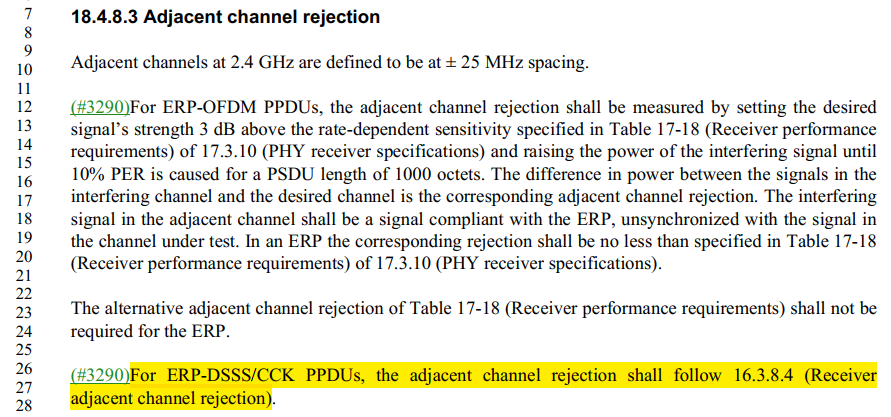 7
18.4.8.3 Adjacent channel rejection
8
9
Adjacent channels at 2.4 GHz are defined to be at ± 25 MHz spacing.
10
11
12 (#3290)For ERP-OFDM PPDUs, the adjacent channel rejection shall be measured by setting the desired
13 signal's strength 3 dB above the rate-dependent sensitivity specified in Table 17-18 (Receiver performance
14 requirements) of 17.3.10 (PHY receiver specifications) and raising the power of the interfering signal until
15
16 10% PER is caused for a PSDU length of 1000 octets. The difference in power between the signals in the
17 interfering channel and the desired channel is the corresponding adjacent channel rejection. The interfering
18 signal in the adjacent channel shall be a signal compliant with the ERP, unsynchronized with the signal in
19 the channel under test. In an ERP the corresponding rejection shall be no less than specified in Table 17-18
20 (Receiver performance requirements) of 17.3.10 (PHY receiver specifications).
21
22
23 The alternative adjacent channel rejection of Table 17-18 (Receiver performance requirements) shall not be
24 required for the ERP.
25
26 (#3290)For ERP-DSSS/CCK PPDUs, the adjacent channel rejection shall follow 16.3.8.4 (Receiver
27
28 adjacent channel rejection).